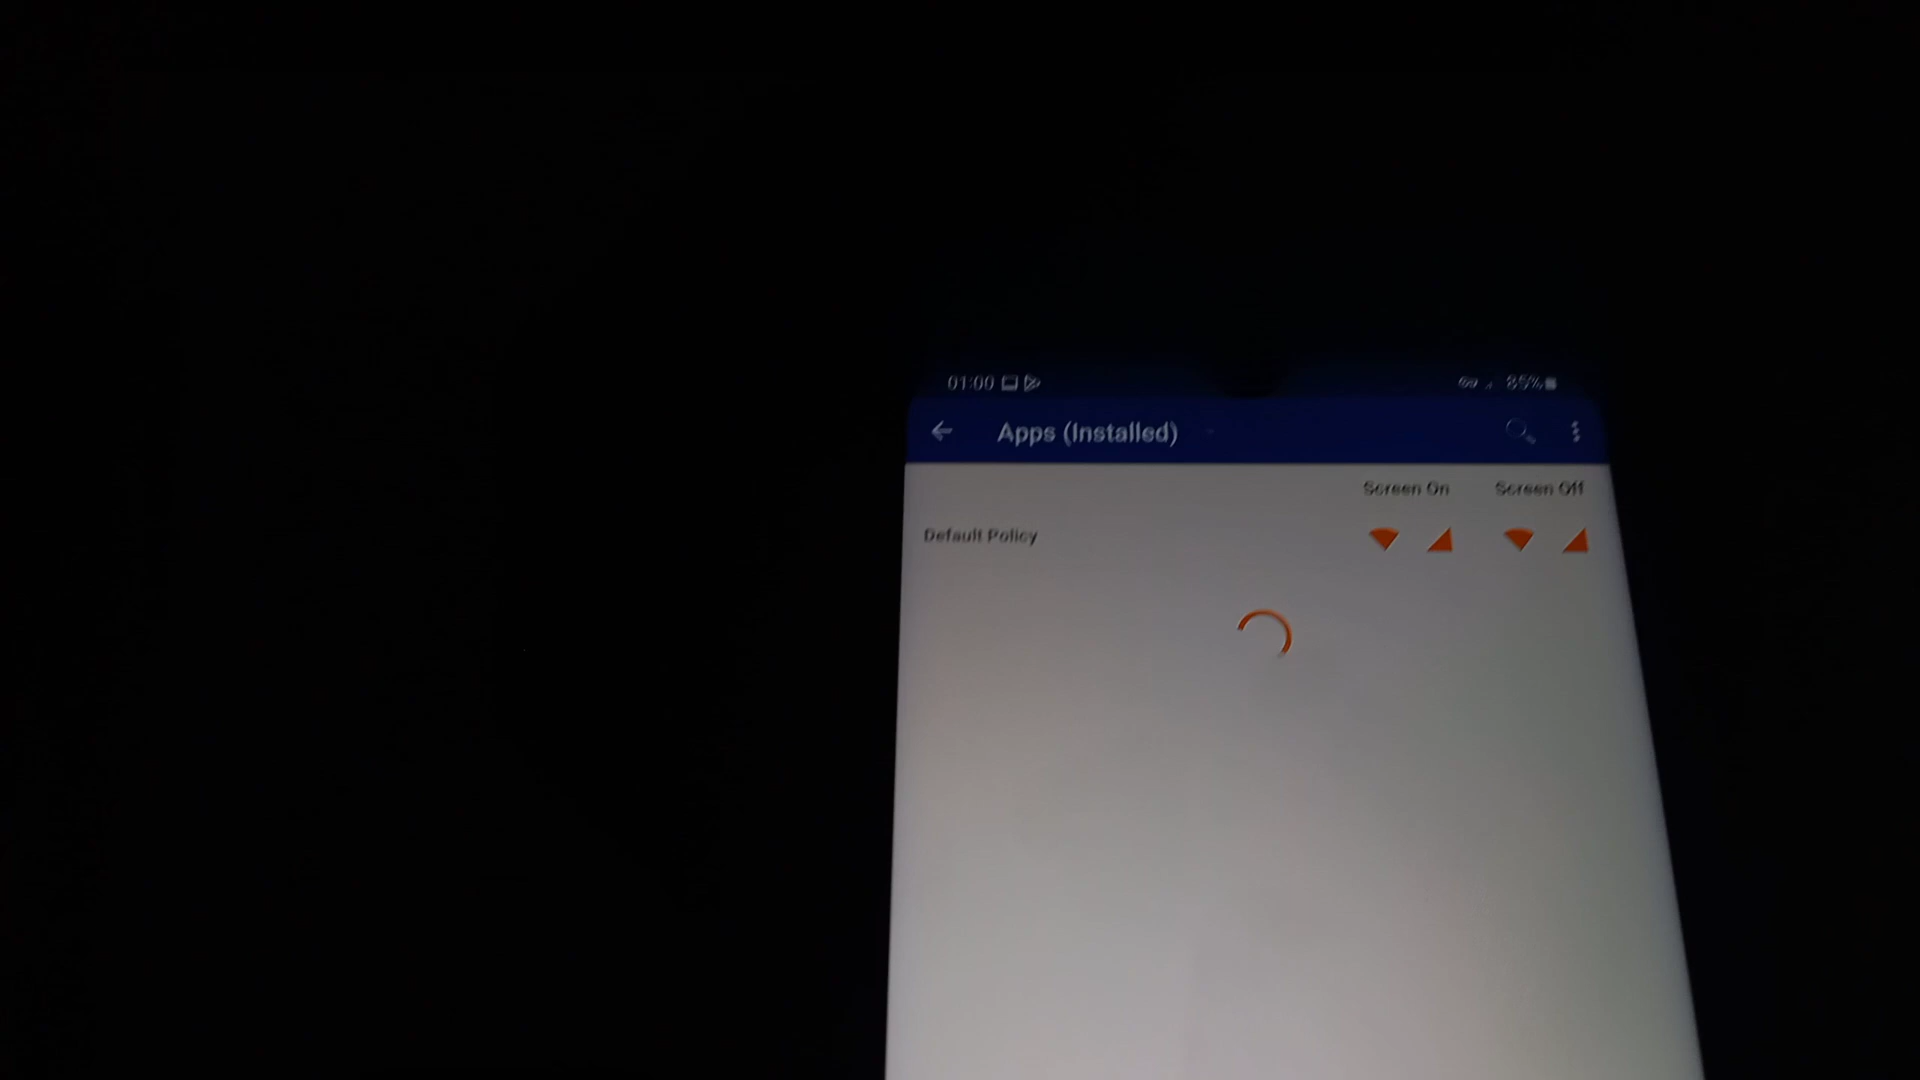 01:00 85%
Apps (Installed)
Screen On Screen Off
Default Policy